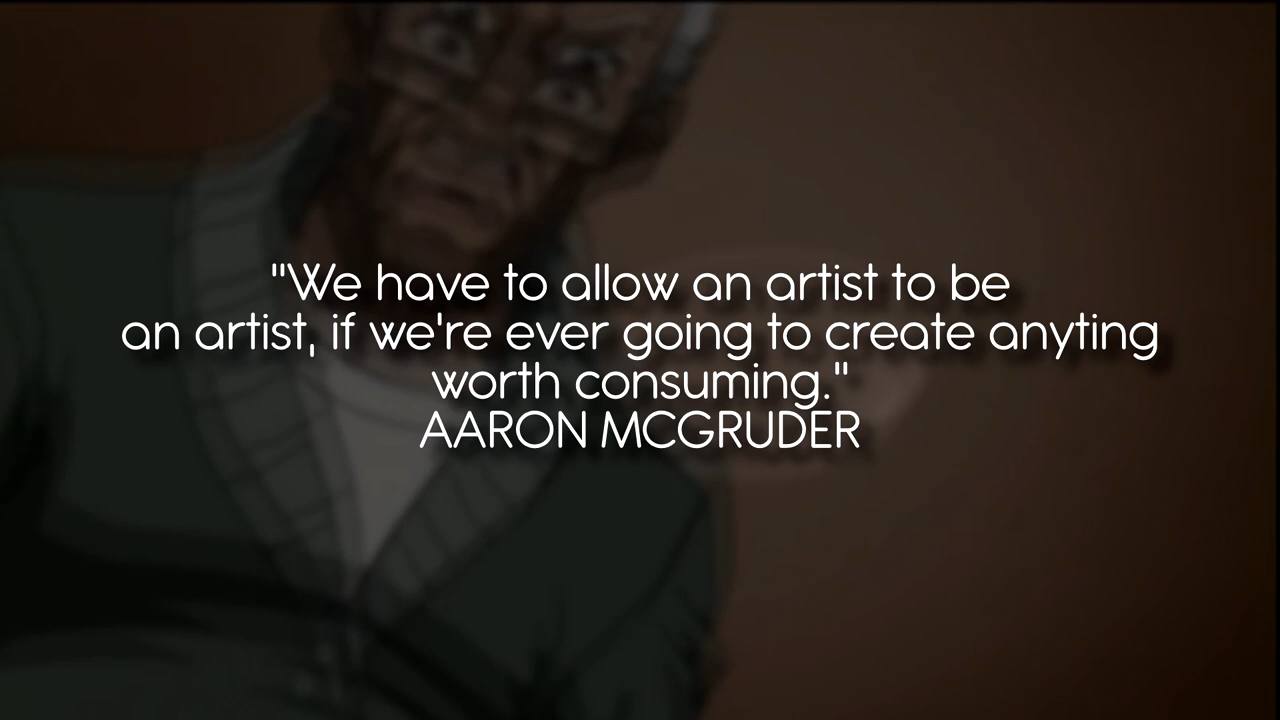 "We have to allow an artist to be
an artist, if we're ever going to create anyting
worth consuming."
AARON MCGRUDER